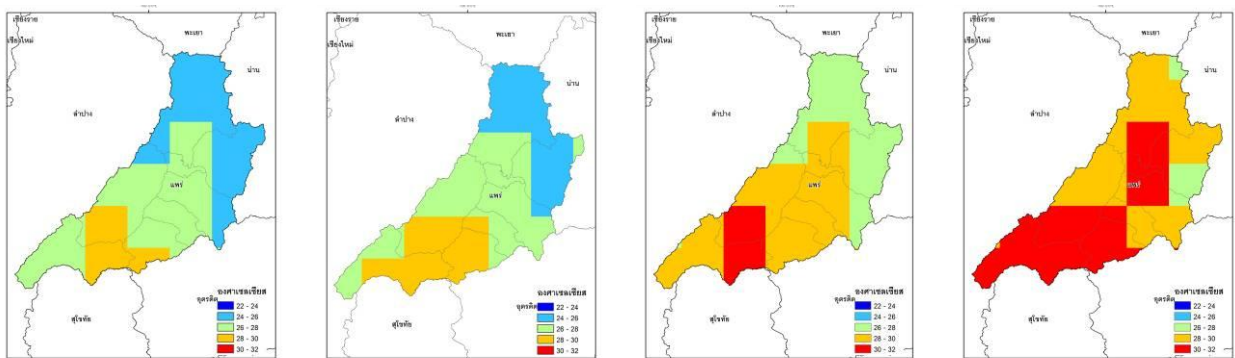 เชียงราย
พะเยา
เชียงใหม่
น่าน
ลำปาง
แพร่
องศาเซลเซียส
อุตรดิต
22 - 24
24 - 26
26 - 28
28 - 30
30 - 32
สุโขทัย
เชียงราย
พะเยา
เชียงใหม่
น่าน
ลำปาง
แพร่
องศาเซลเซียส
อุตรดิต
22 - 24
24 - 26
26 - 28
28 - 30
30 - 32
สุโขทัย
เชียงราย
พะเยา
เชียงใหม่
น่าน
ลำปาง
แพร่
องศาเซลเซียส
อุตรดิต
22 - 24
24 - 26
26 - 28
28 - 30
30 - 32
สุโขทัย
เชียงราย
พะเยา
เชียงใหม่
น่าน
ลำปาง
แพร่
องศาเซลเซียส
อุตรดิต
22 - 24
24 - 26
26 - 28
28 - 30
30 - 32
สุโขทัย